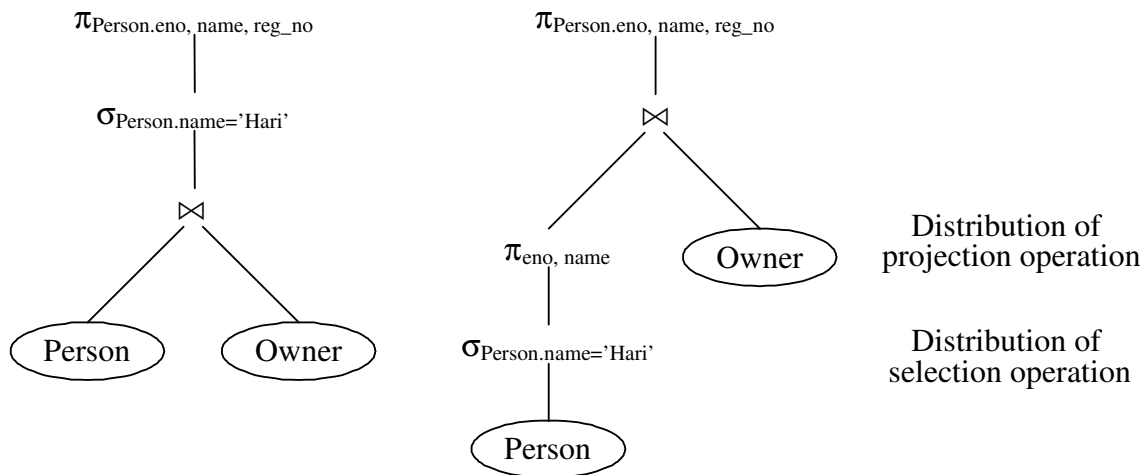 πPerson.eno, name, reg_no
σPerson.name=’Hari’
⋈
Person
Owner
πPerson.eno, name, reg_no
⋈
πeno, name
Owner
σPerson.name=’Hari’
Person
Distribution of
projection operation
Distribution of
selection operation